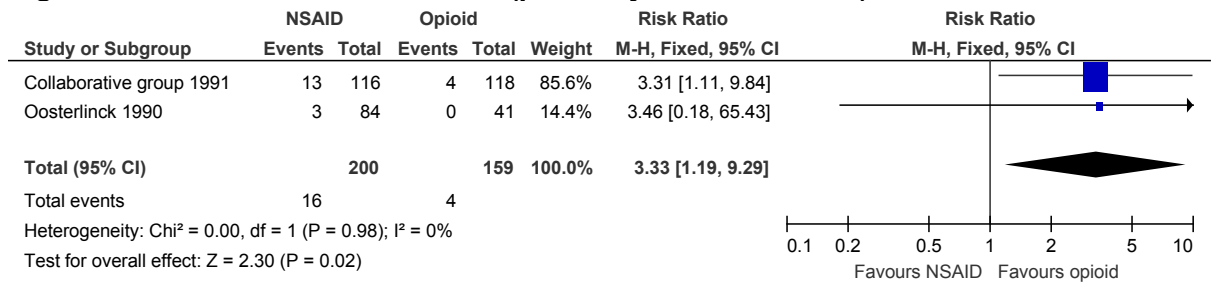 NSAID Opioid Risk Ratio Risk Ratio
Study or Subgroup Events Total Events Total Weight M-H, Fixed, 95% CI M-H, Fixed, 95% CI
Collaborative group 1991 13 116 4 118 85.6% 3.31 [1.11, 9.84]
Oosterlinck 1990 3 84 0 41 14.4% 3.46 [0.18, 65.43]
Total (95% CI) 200 159 100.0% 3.33 [1.19, 9.29]
Total events 16 4
Heterogeneity: Chi² = 0.00, df = 1 (P = 0.98); I² = 0%
Test for overall effect: Z = 2.30 (P = 0.02)
0.1 0.2 0.5 1 2 5 10
Favours NSAID Favours opioid